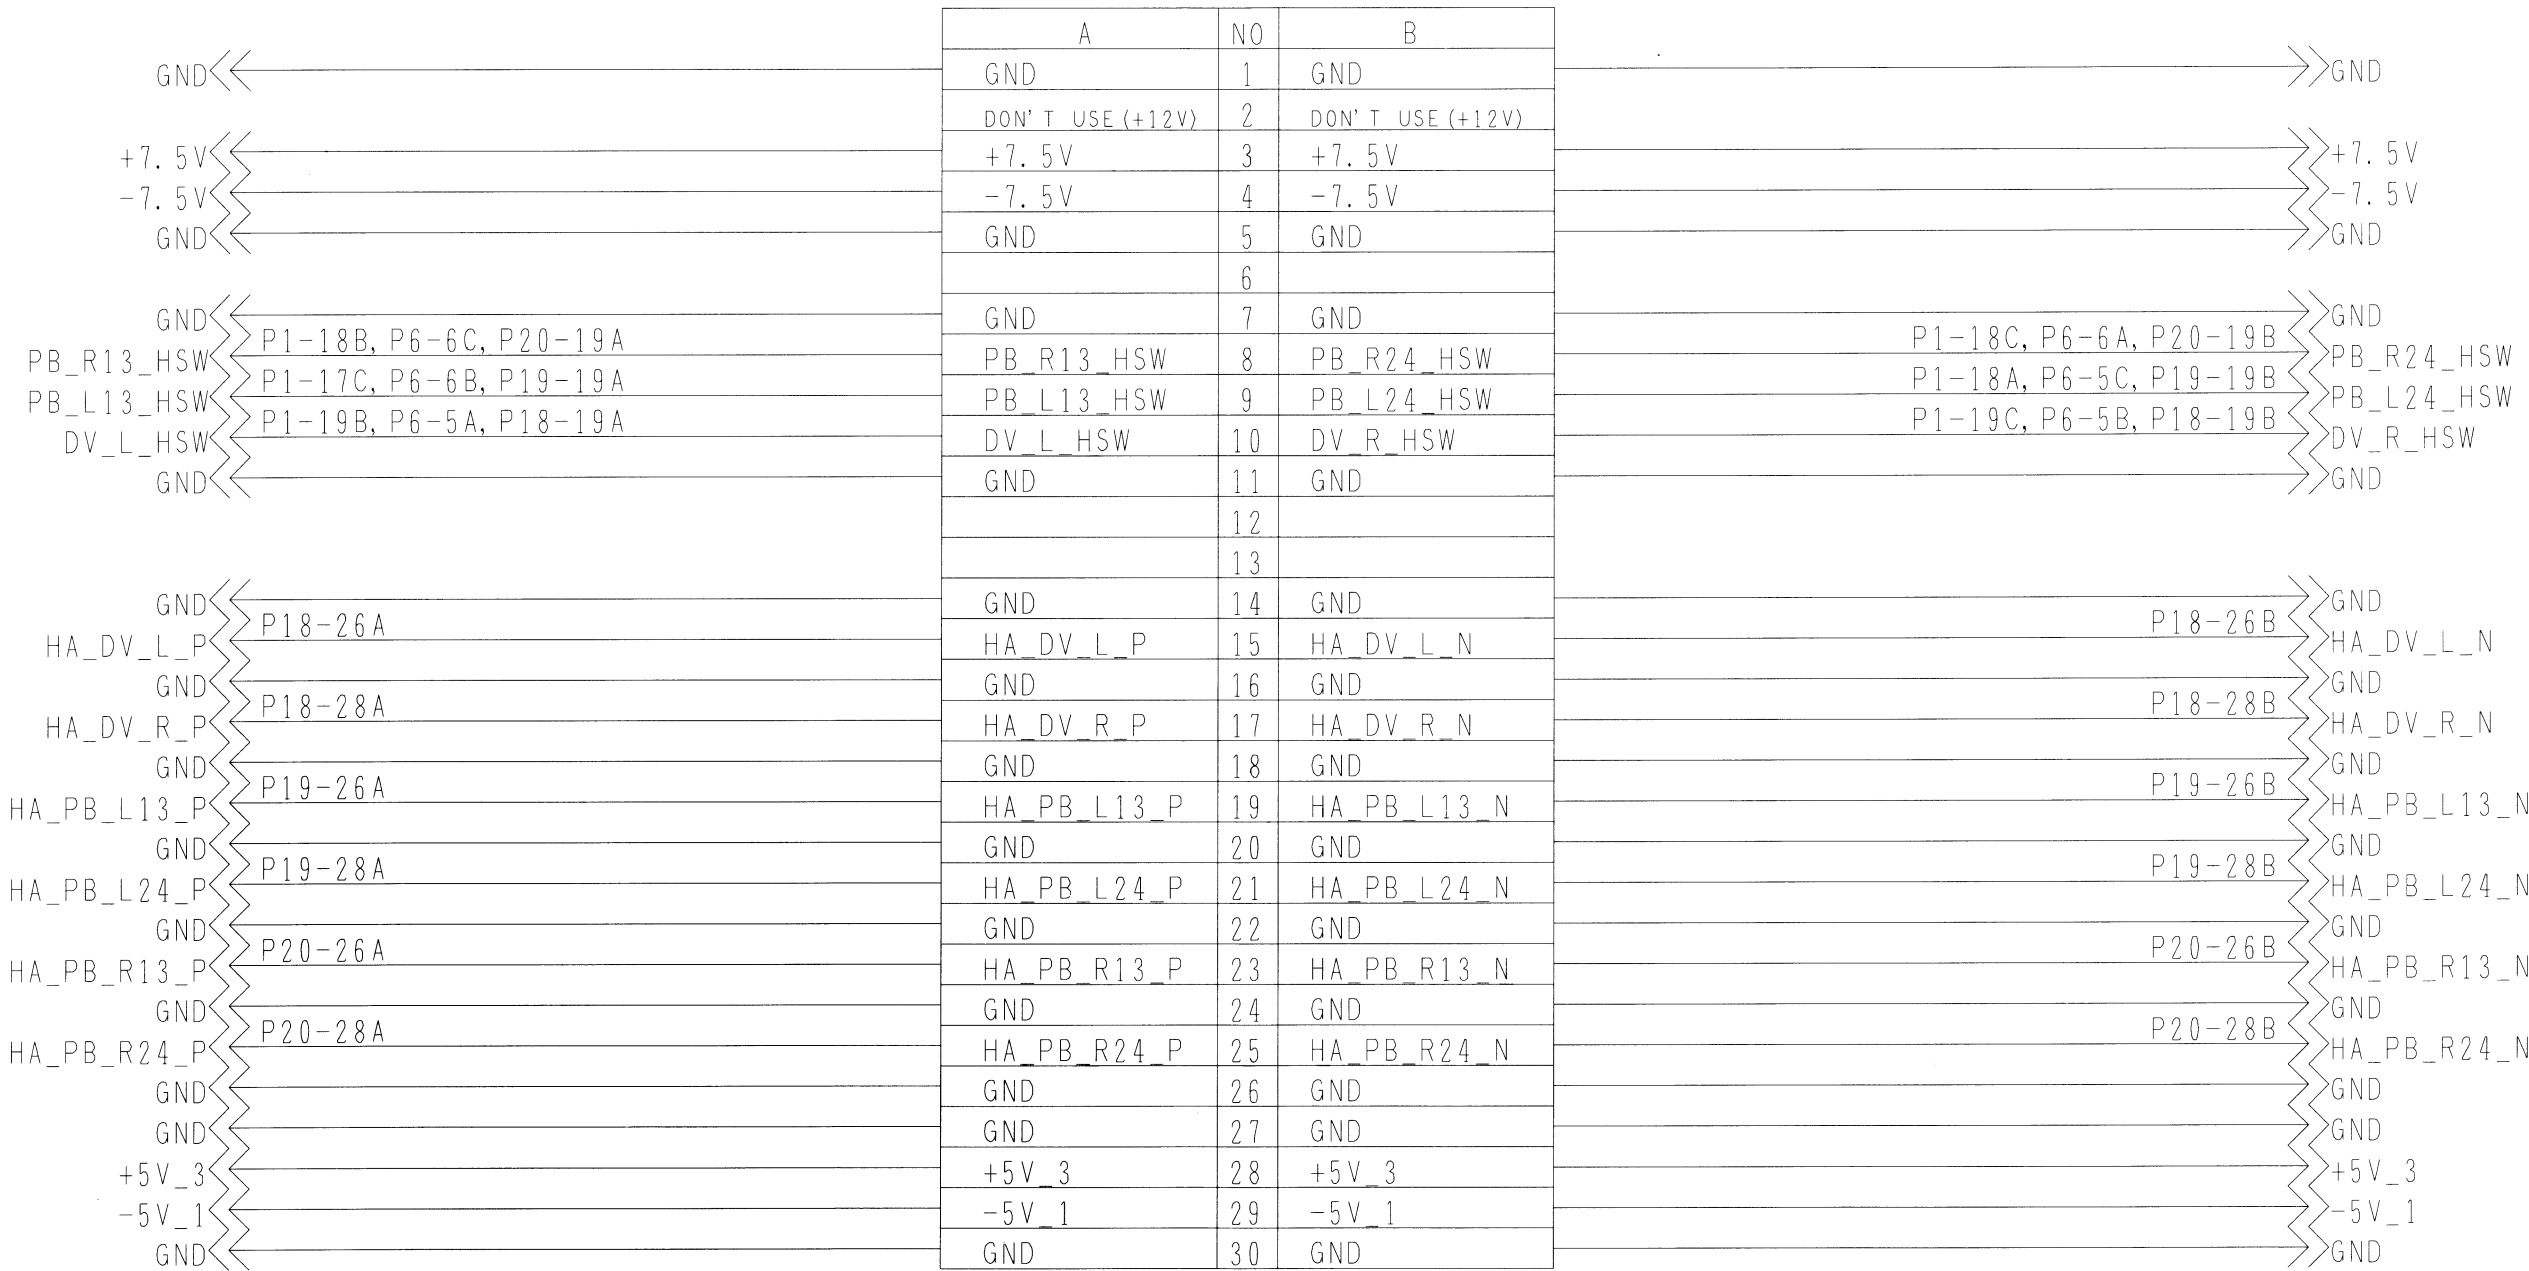 A NO B
GND GND 1 GND GND
DON'T USE (+12V) 2 DON'T USE (+12V)
+7.5V +7.5V 3 +7.5V +7.5V
-7.5V -7.5V 4 -7.5V -7.5V
GND GND 5 GND GND
6
GND GND 7 GND GND
P1-18B, P6-6C, P20-19A P1-18C, P6-6A, P20-19B
PB_R13_HSW PB_R13_HSW 8 PB_R24_HSW PB_R24_HSW
P1-17C, P6-6B, P19-19A P1-18A, P6-5C, P19-19B
PB_L13_HSW PB_L13_HSW 9 PB_L24_HSW PB_L24_HSW
P1-19B, P6-5A, P18-19A P1-19C, P6-5B, P18-19B
DV_L_HSW DV_L_HSW 10 DV_R_HSW DV_R_HSW
GND GND 11 GND GND
12
13
GND GND 14 GND GND
P18-26A P18-26B
HA_DV_L_P HA_DV_L_P 15 HA_DV_L_N HA_DV_L_N
GND GND 16 GND GND
P18-28A P18-28B
HA_DV_R_P HA_DV_R_P 17 HA_DV_R_N HA_DV_R_N
GND GND 18 GND GND
P19-26A P19-26B
HA_PB_L13_P HA_PB_L13_P 19 HA_PB_L13_N HA_PB_L13_N
GND GND 20 GND GND
P19-28A P19-28B
HA_PB_L24_P HA_PB_L24_P 21 HA_PB_L24_N HA_PB_L24_N
GND GND 22 GND GND
P20-26A P20-26B
HA_PB_R13_P HA_PB_R13_P 23 HA_PB_R13_N HA_PB_R13_N
GND GND 24 GND GND
P20-28A P20-28B
HA_PB_R24_P HA_PB_R24_P 25 HA_PB_R24_N HA_PB_R24_N
GND GND 26 GND GND
GND GND 27 GND GND
+5V_3 +5V_3 28 +5V_3 +5V_3
-5V_1 -5V_1 29 -5V_1 -5V_1
GND GND 30 GND GND